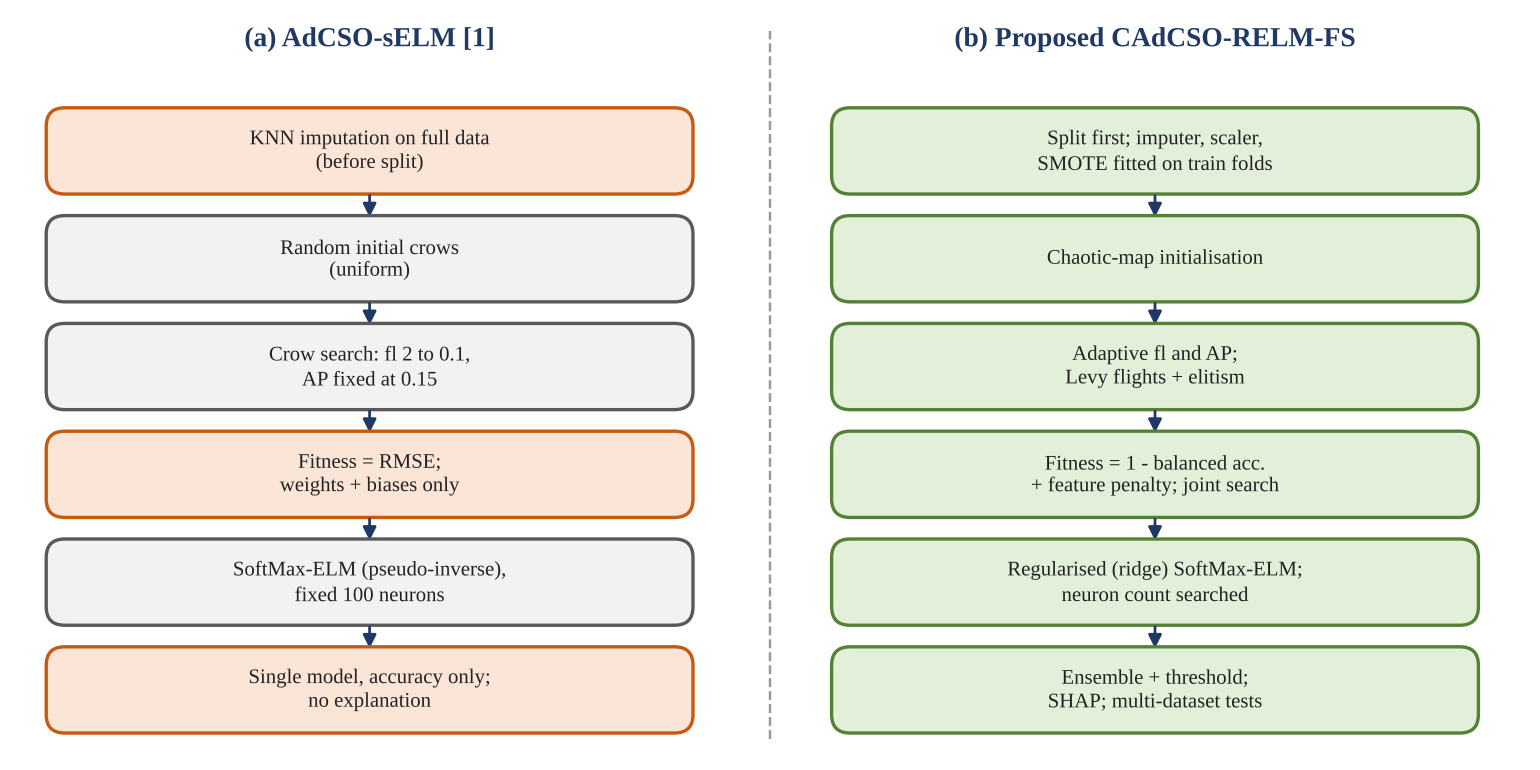 (a) AdCSO-sELM [1]
KNN imputation on full data
(before split)
Random initial crows
(uniform)
Crow search: fl 2 to 0.1,
AP fixed at 0.15
Fitness = RMSE;
weights + biases only
SoftMax-ELM (pseudo-inverse),
fixed 100 neurons
Single model, accuracy only;
no explanation
(b) Proposed CAdCSO-RELM-FS
Split first; imputer, scaler,
SMOTE fitted on train folds
Chaotic-map initialisation
Adaptive fl and AP;
Levy flights + elitism
Fitness = 1 - balanced acc.
+ feature penalty; joint search
Regularised (ridge) SoftMax-ELM;
neuron count searched
Ensemble + threshold;
SHAP; multi-dataset tests